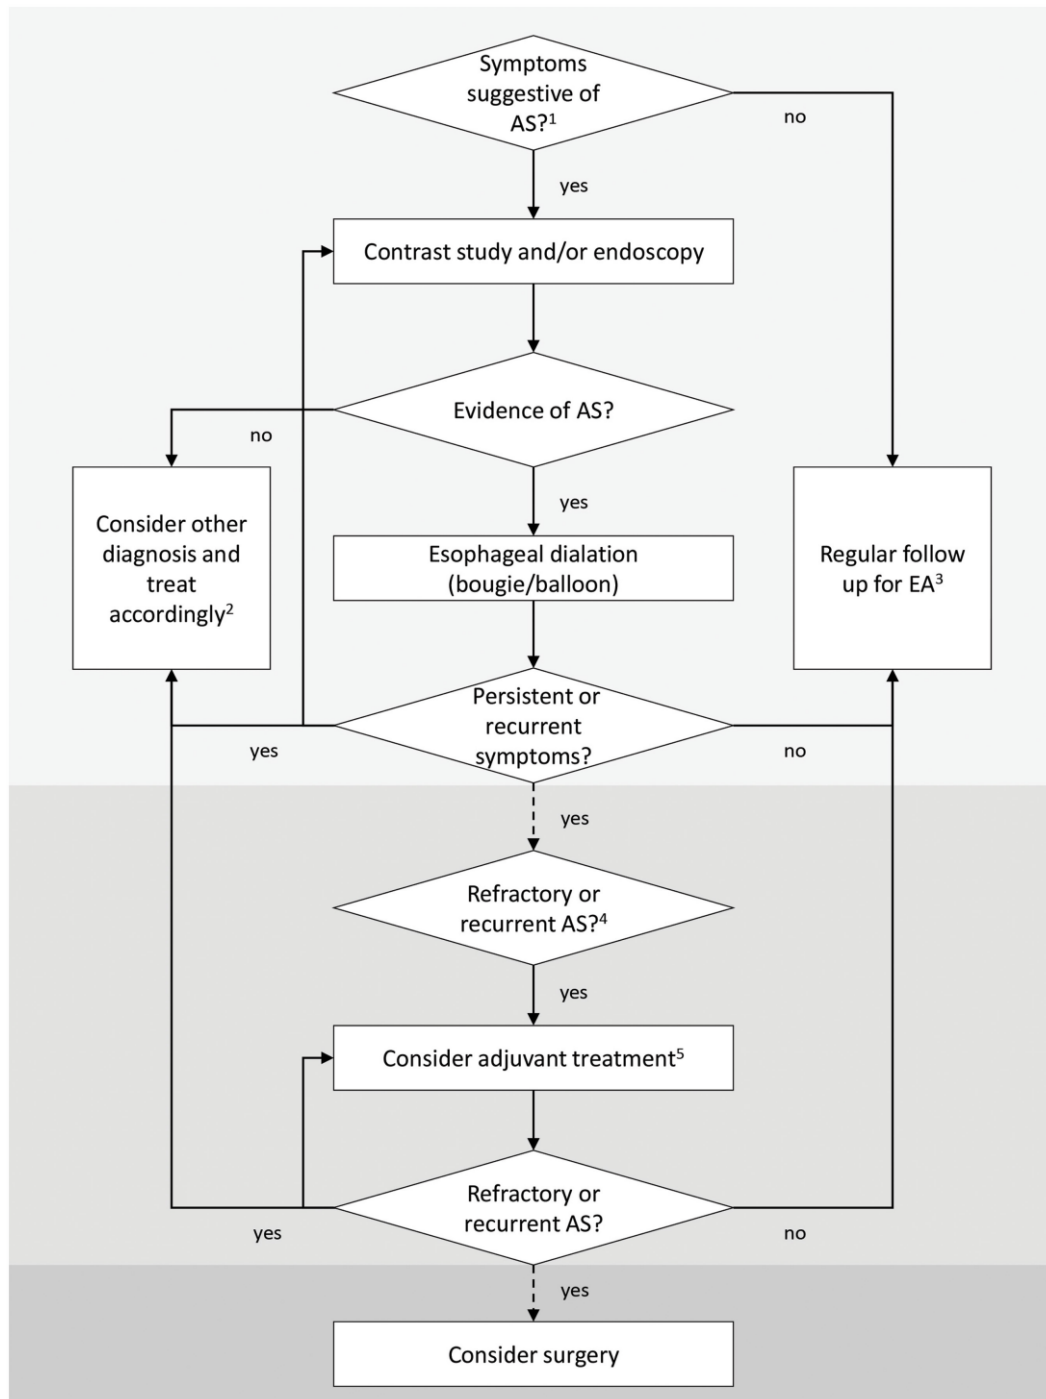 Symptoms
suggestive of
AS?¹
no
yes
Contrast study and/or endoscopy
Evidence of AS?
no
yes
Consider other
diagnosis and
treat
accordingly²
Esophageal dialation
(bougie/balloon)
Regular follow
up for EA³
Persistent or
recurrent
symptoms?
yes
no
yes
Refractory or
recurrent AS?⁴
yes
Consider adjuvant treatment⁵
Refractory or
recurrent AS?
yes
no
yes
Consider surgery